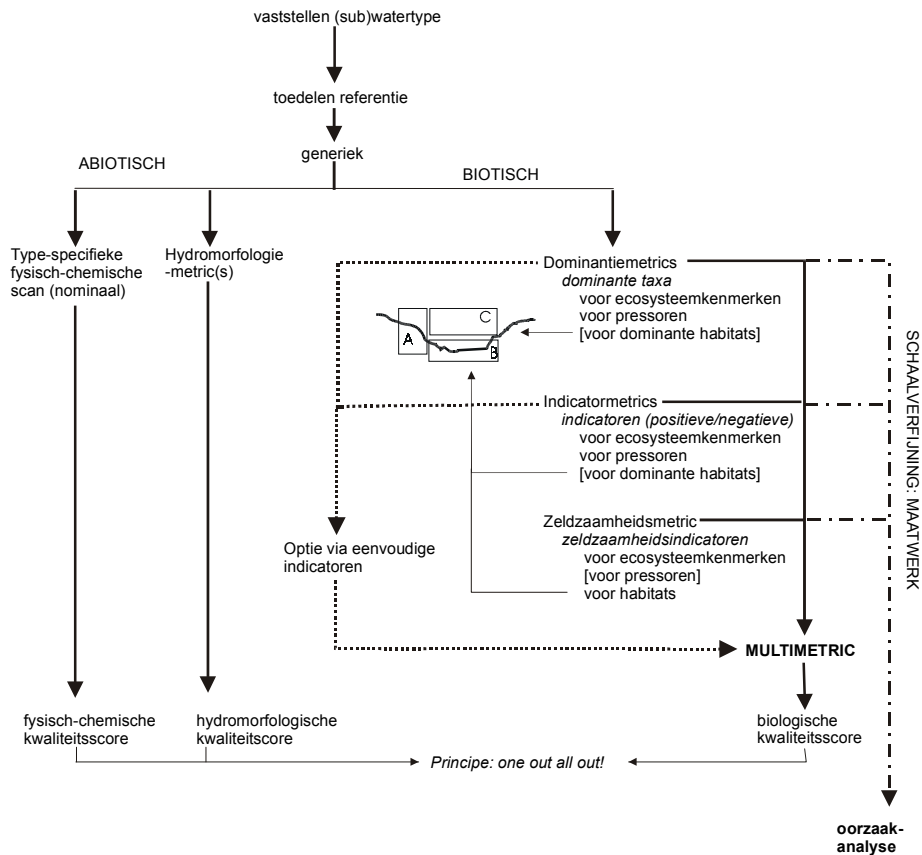 vaststellen (sub)watertype
toedelen referentie
generiek
ABIOTISCH
BIOTISCH
Type-specifieke
fysisch-chemische
scan (nominaal)
Hydromorfologie
-metric(s)
Dominantiemetrics
dominante taxa
voor ecosysteemkenmerken
voor pressoren
[voor dominante habitats]
A
C
B
Indicatormetrics
indicatoren (positieve/negatieve)
voor ecosysteemkenmerken
voor pressoren
[voor dominante habitats]
Zeldzaamheidsmetric
zeldzaamheidsindicatoren
voor ecosysteemkenmerken
[voor pressoren]
voor habitats
Optie via eenvoudige
indicatoren
SCHAALVERFIJNING: MAATWERK
MULTIMETRIC
fysisch-chemische
kwaliteitsscore
hydromorfologische
kwaliteitscore
biologische
kwaliteitsscore
Principe: one out all out!
oorzaak-
analyse